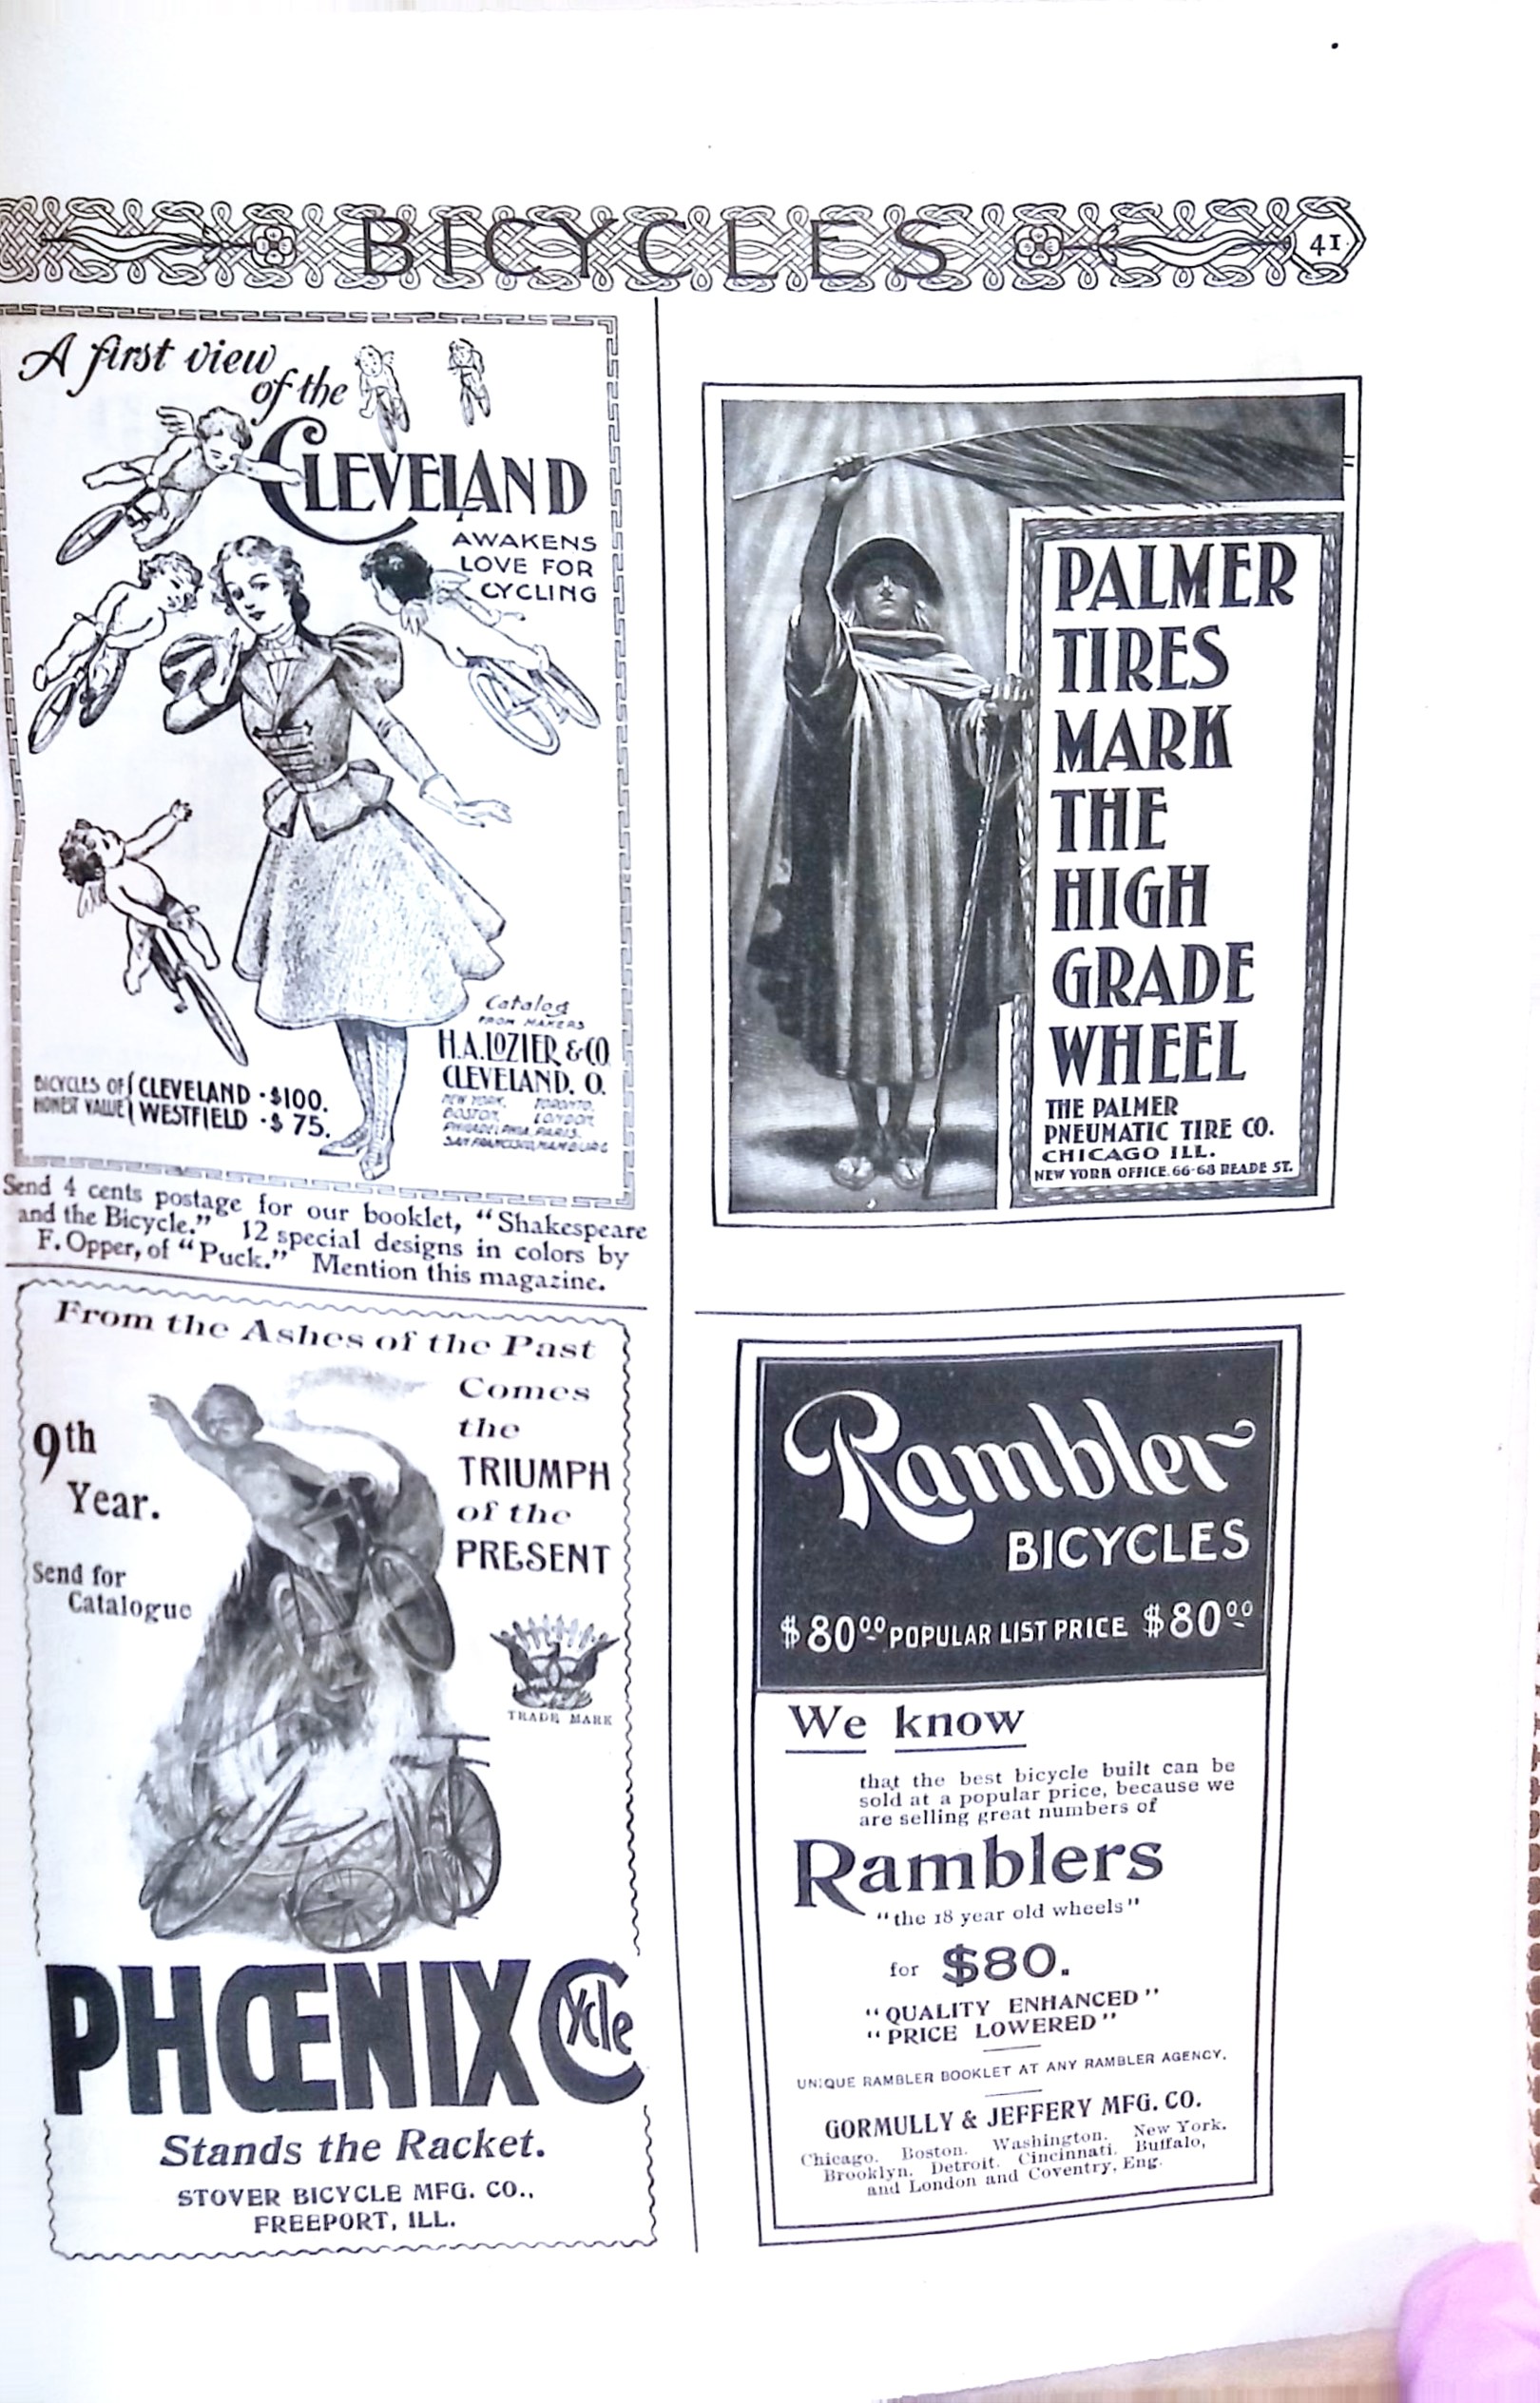 BICYCLES
41
A first view
of the
CLEVELAND
AWAKENS
LOVE FOR
CYCLING
Catalog
FROM MAKERS
H.A. LOZIER & CO
CLEVELAND. O.
NEW YORK. TORONTO.
BOSTON. LONDON.
PHILADELPHIA. PARIS.
SAN FRANCISCO, HAMBURG
BICYCLES OF CLEVELAND - $100.
HONEST VALUE WESTFIELD - $75.
Send 4 cents postage for our booklet, "Shakespeare
and the Bicycle." 12 special designs in colors by
F. Opper, of "Puck." Mention this magazine.
From the Ashes of the Past
Comes
the
TRIUMPH
of the
PRESENT
9th
Year.
Send for
Catalogue
TRADE MARK
PHŒNIX Cycle
Stands the Racket.
STOVER BICYCLE MFG. CO.,
FREEPORT, ILL.
PALMER
TIRES
MARK
THE
HIGH
GRADE
WHEEL
THE PALMER
PNEUMATIC TIRE CO.
CHICAGO ILL.
NEW YORK OFFICE. 66-68 READE ST.
Rambler
BICYCLES
$80.00 POPULAR LIST PRICE $80.00
We know
that the best bicycle built can be
sold at a popular price, because we
are selling great numbers of
Ramblers
"the 18 year old wheels"
for $80.
"QUALITY ENHANCED"
"PRICE LOWERED"
UNIQUE RAMBLER BOOKLET AT ANY RAMBLER AGENCY.
GORMULLY & JEFFERY MFG. CO.
Chicago. Boston. Washington. New York.
Brooklyn. Detroit. Cincinnati. Buffalo,
and London and Coventry, Eng.